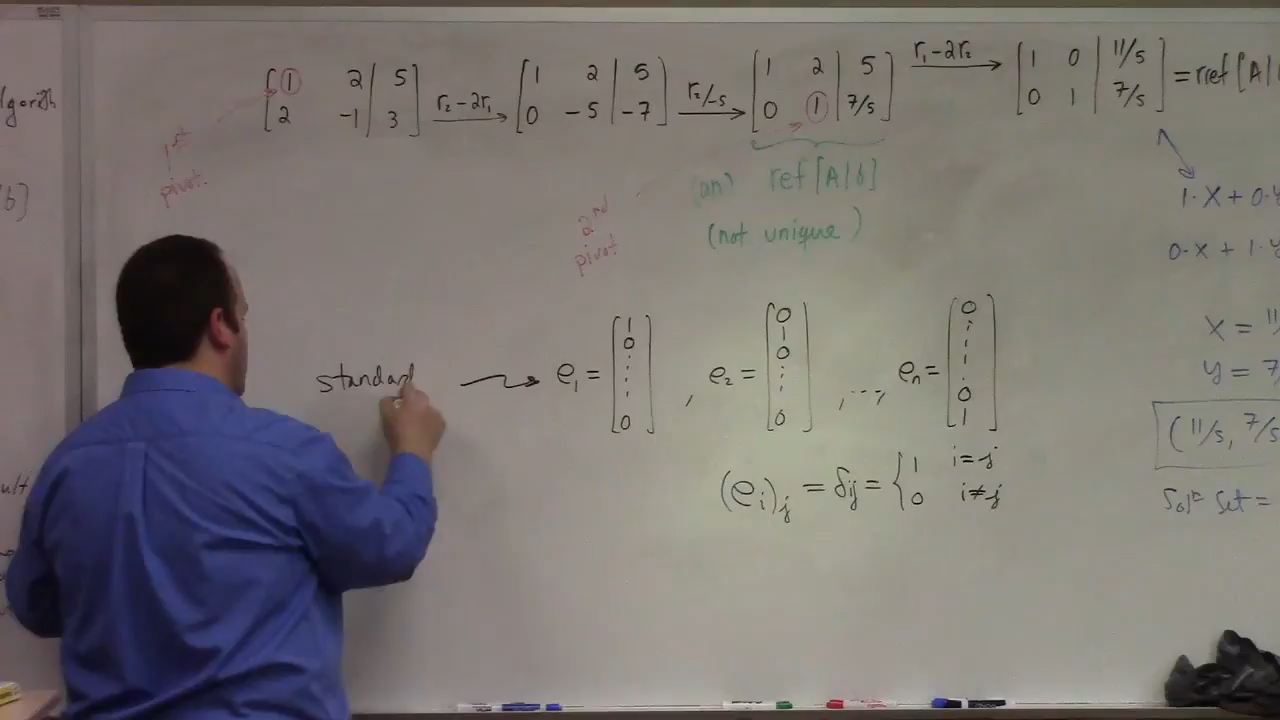 [ 1 2 | 5 ] r₂-2r₁ → [ 1 2 | 5 ] r₂/-5 → [ 1 2 | 5 ] r₁-2r₂ → [ 1 0 | 11/5 ] = rref [A|
[ 2 -1 | 3 ] [ 0 -5 | -7 ] [ 0 1 | 7/5 ] [ 0 1 | 7/5 ]
1st
pivot.
2nd
pivot
(an) ref [A|b]
(not unique)
1·X + 0·
0·X + 1·y
X = 11
y = 7
(11/5, 7/5
Solⁿ Set =
b]
standard → e₁ = [ 1 0 ⋮ 0 ] , e₂ = [ 0 1 0 ⋮ 0 ] , ..., eₙ = [ 0 ⋮ 0 1 ]
(eᵢ)ⱼ = δᵢⱼ = { 1 i=j
0 i≠j